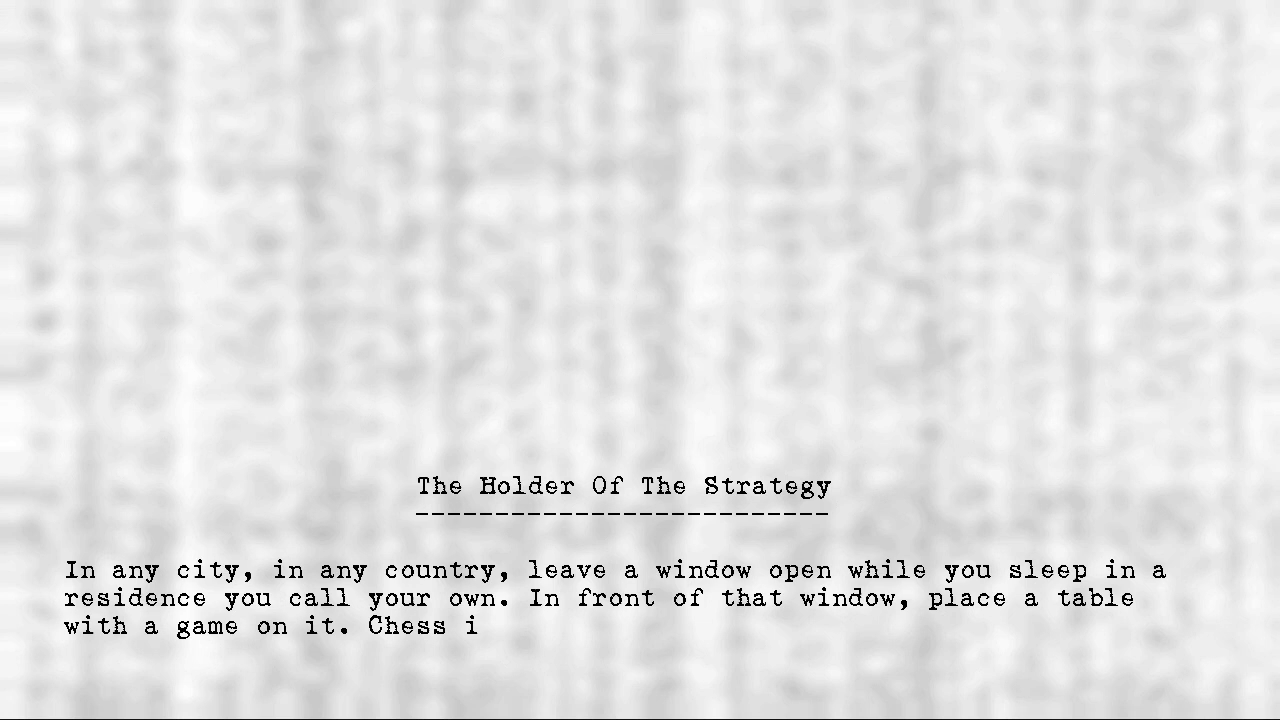 The Holder Of The Strategy
--------------------------
In any city, in any country, leave a window open while you sleep in a
residence you call your own. In front of that window, place a table
with a game on it. Chess i